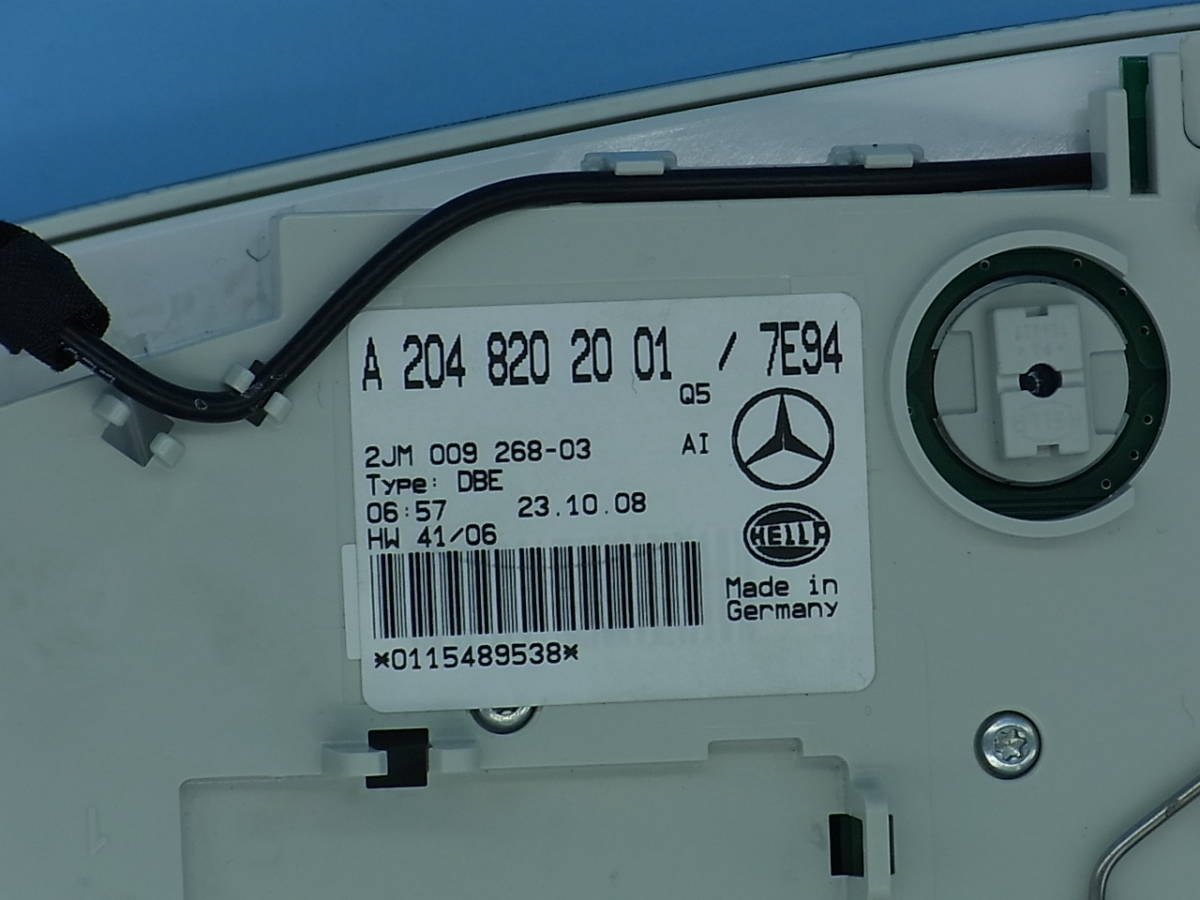 A 204 820 20 01 / 7E94
Q5
2JM 009 268-03 AI
Type: DBE
06:57 23.10.08
HW 41/06
HELLA
Made in
Germany
*0115489538*
1